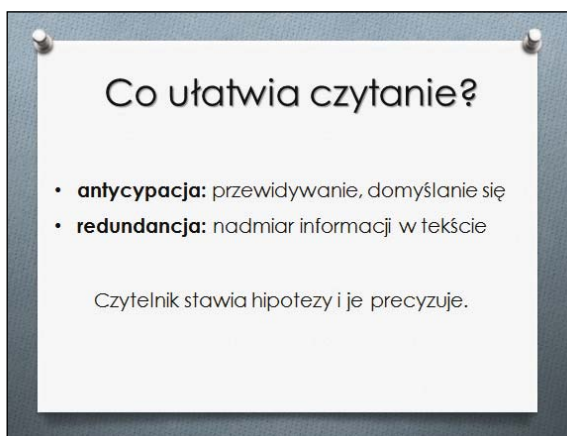 Co ułatwia czytanie?
• antycypacja: przewidywanie, domyślanie się
• redundancja: nadmiar informacji w tekście
Czytelnik stawia hipotezy i je precyzuje.